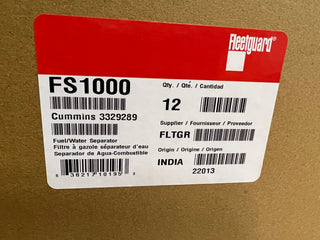 Fleetguard®
FS1000
Qty. / Qté. / Cantidad
12
Cummins 3329289
Supplier / Fournisseur / Proveedor
FLTGR
Fuel/Water Separator
Filtre à gazole séparateur d'eau
Separador de Agua-Combustible
Origin / Origine / Origen
INDIA
22013